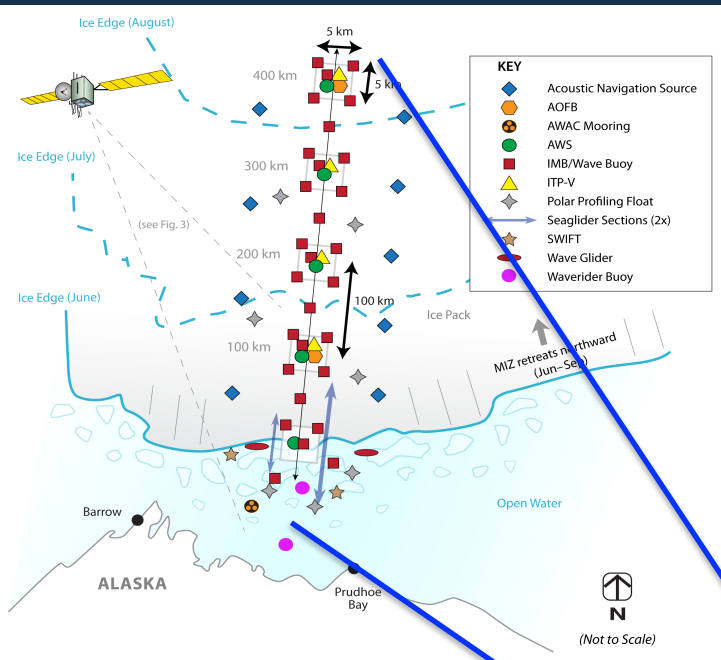 Ice Edge (August)
5 km
400 km
5 km
KEY
Acoustic Navigation Source
AOFB
AWAC Mooring
AWS
IMB/Wave Buoy
ITP-V
Polar Profiling Float
Seaglider Sections (2x)
SWIFT
Wave Glider
Waverider Buoy
Ice Edge (July)
300 km
(see Fig. 3)
200 km
100 km
Ice Edge (June)
Ice Pack
100 km
MIZ retreats northward
(Jun–Sep)
Open Water
Barrow
ALASKA
Prudhoe
Bay
N
(Not to Scale)